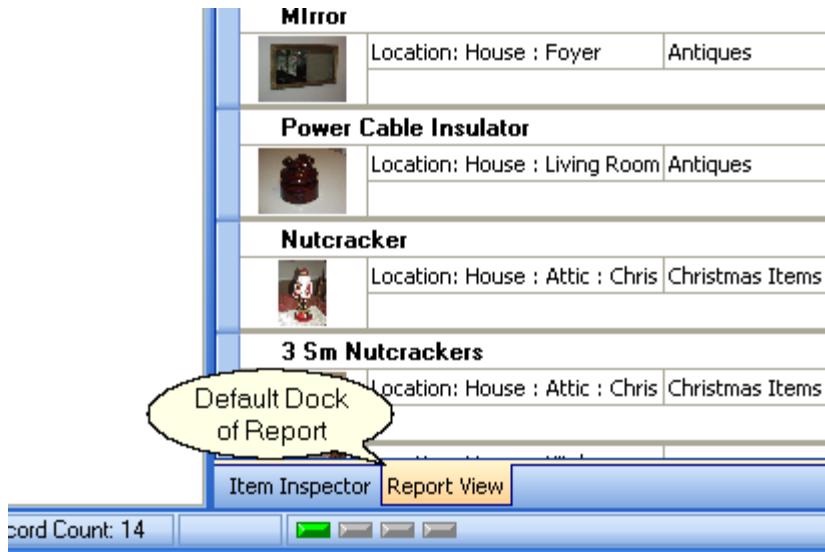 Mirror
Location: House : Foyer Antiques
Power Cable Insulator
Location: House : Living Room Antiques
Nutcracker
Location: House : Attic : Chris Christmas Items
3 Sm Nutcrackers
Location: House : Attic : Chris Christmas Items
Default Dock
of Report
Item Inspector Report View
cord Count: 14